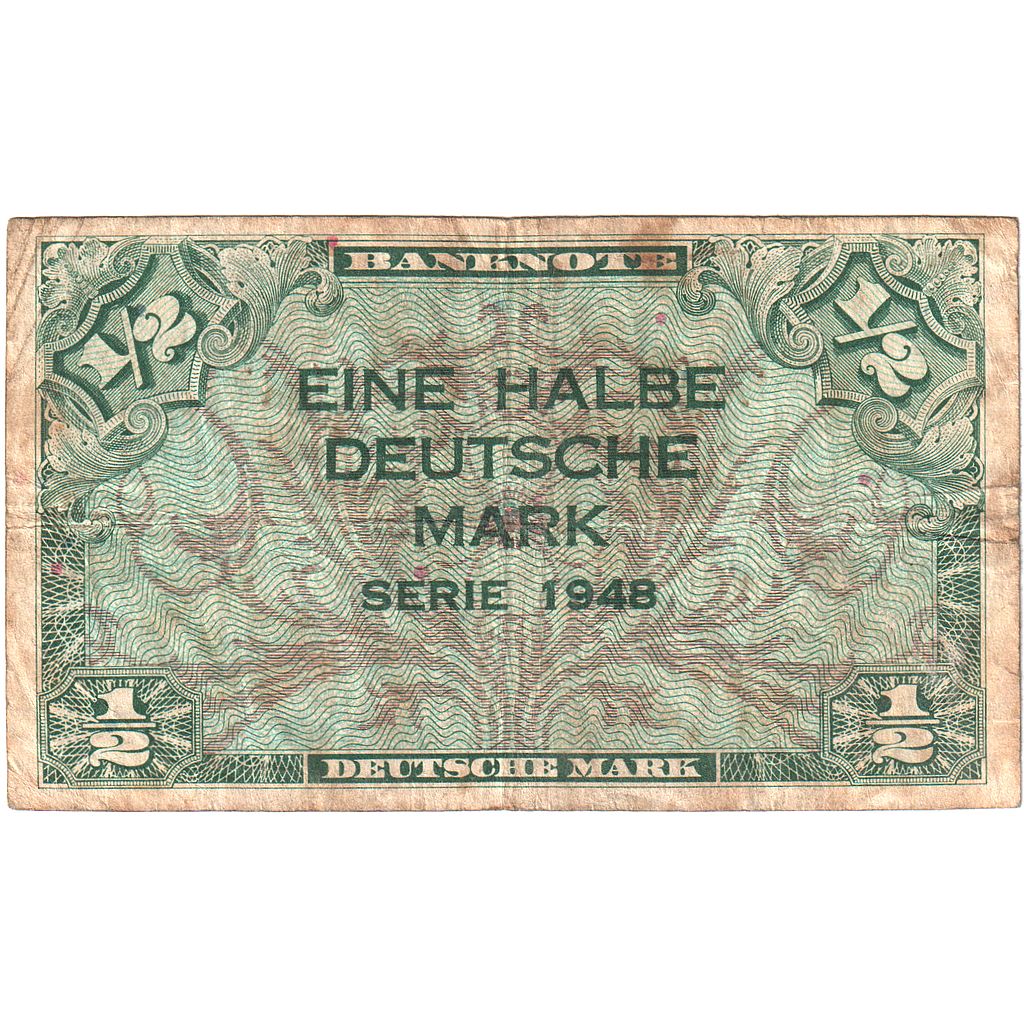 BANKNOTE
1/2
1/2
EINE HALBE
DEUTSCHE
MARK
SERIE 1948
1/2
1/2
DEUTSCHE MARK